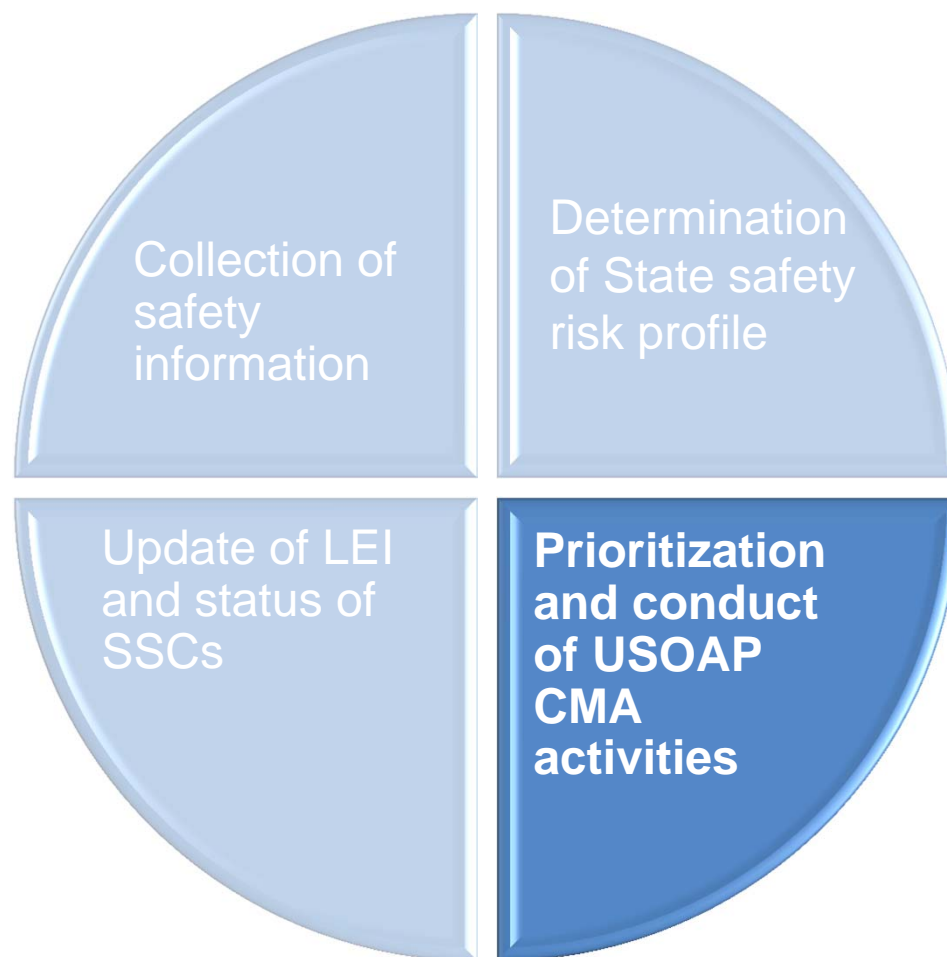 Collection of
safety
information
Determination
of State safety
risk profile
Update of LEI
and status of
SSCs
Prioritization
and conduct
of USOAP
CMA
activities